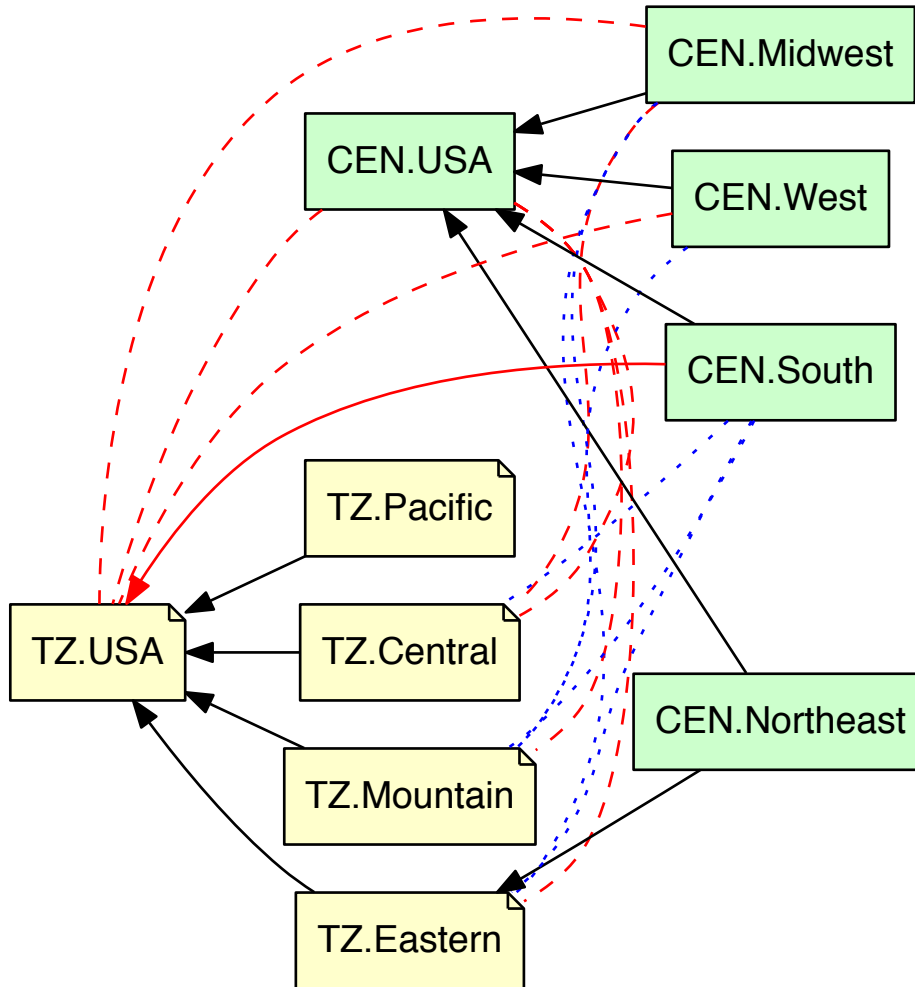 CEN.Midwest
CEN.USA
CEN.West
CEN.South
TZ.Pacific
TZ.USA
TZ.Central
CEN.Northeast
TZ.Mountain
TZ.Eastern